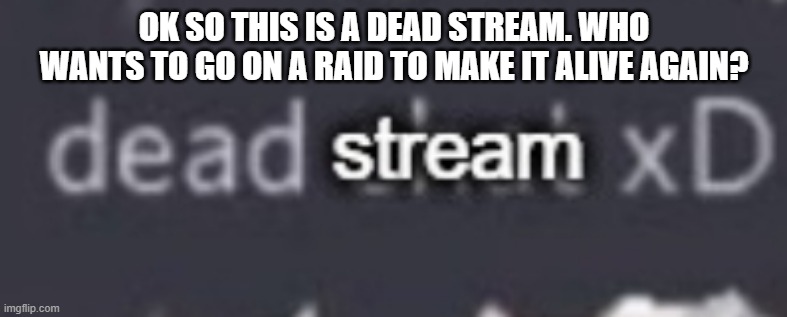 OK SO THIS IS A DEAD STREAM. WHO
WANTS TO GO ON A RAID TO MAKE IT ALIVE AGAIN?
dead stream xD
imgflip.com